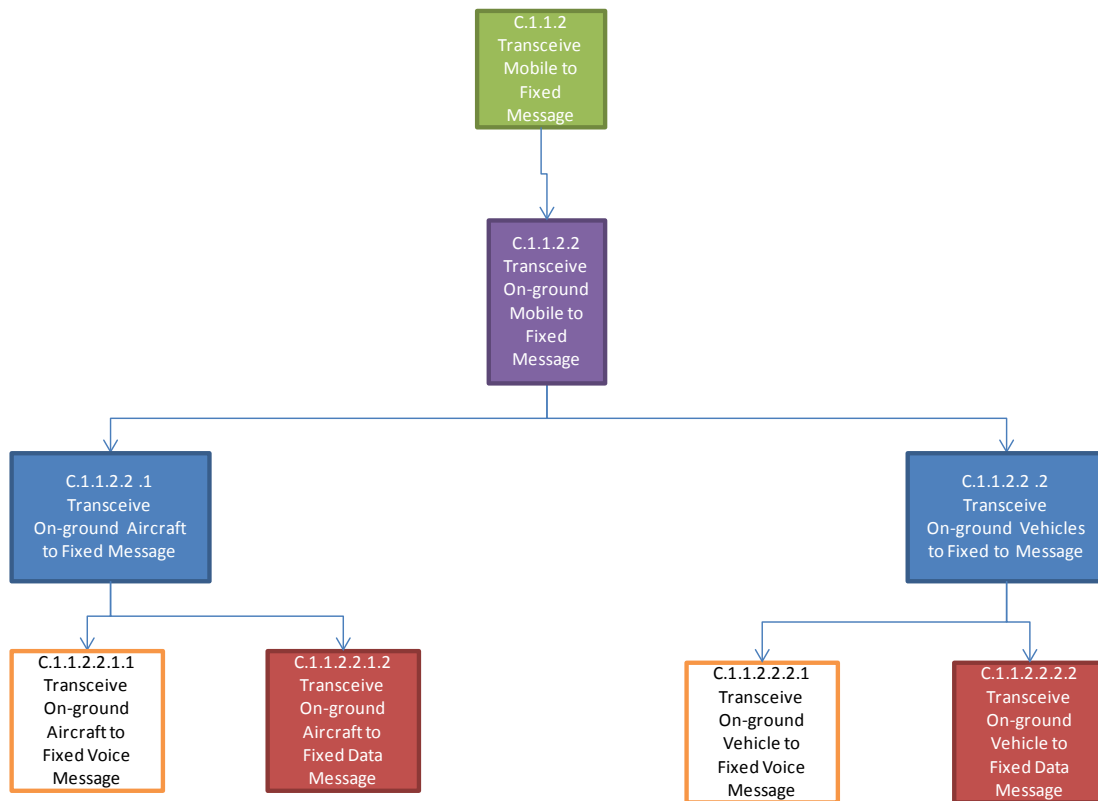 C.1.1.2
Transceive
Mobile to
Fixed
Message
C.1.1.2.2
Transceive
On-ground
Mobile to
Fixed
Message
C.1.1.2.2 .1
Transceive
On-ground Aircraft
to Fixed Message
C.1.1.2.2 .2
Transceive
On-ground Vehicles
to Fixed to Message
C.1.1.2.2.1.1
Transceive
On-ground
Aircraft to
Fixed Voice
Message
C.1.1.2.2.1.2
Transceive
On-ground
Aircraft to
Fixed Data
Message
C.1.1.2.2.2.1
Transceive
On-ground
Vehicle to
Fixed Voice
Message
C.1.1.2.2.2.2
Transceive
On-ground
Vehicle to
Fixed Data
Message